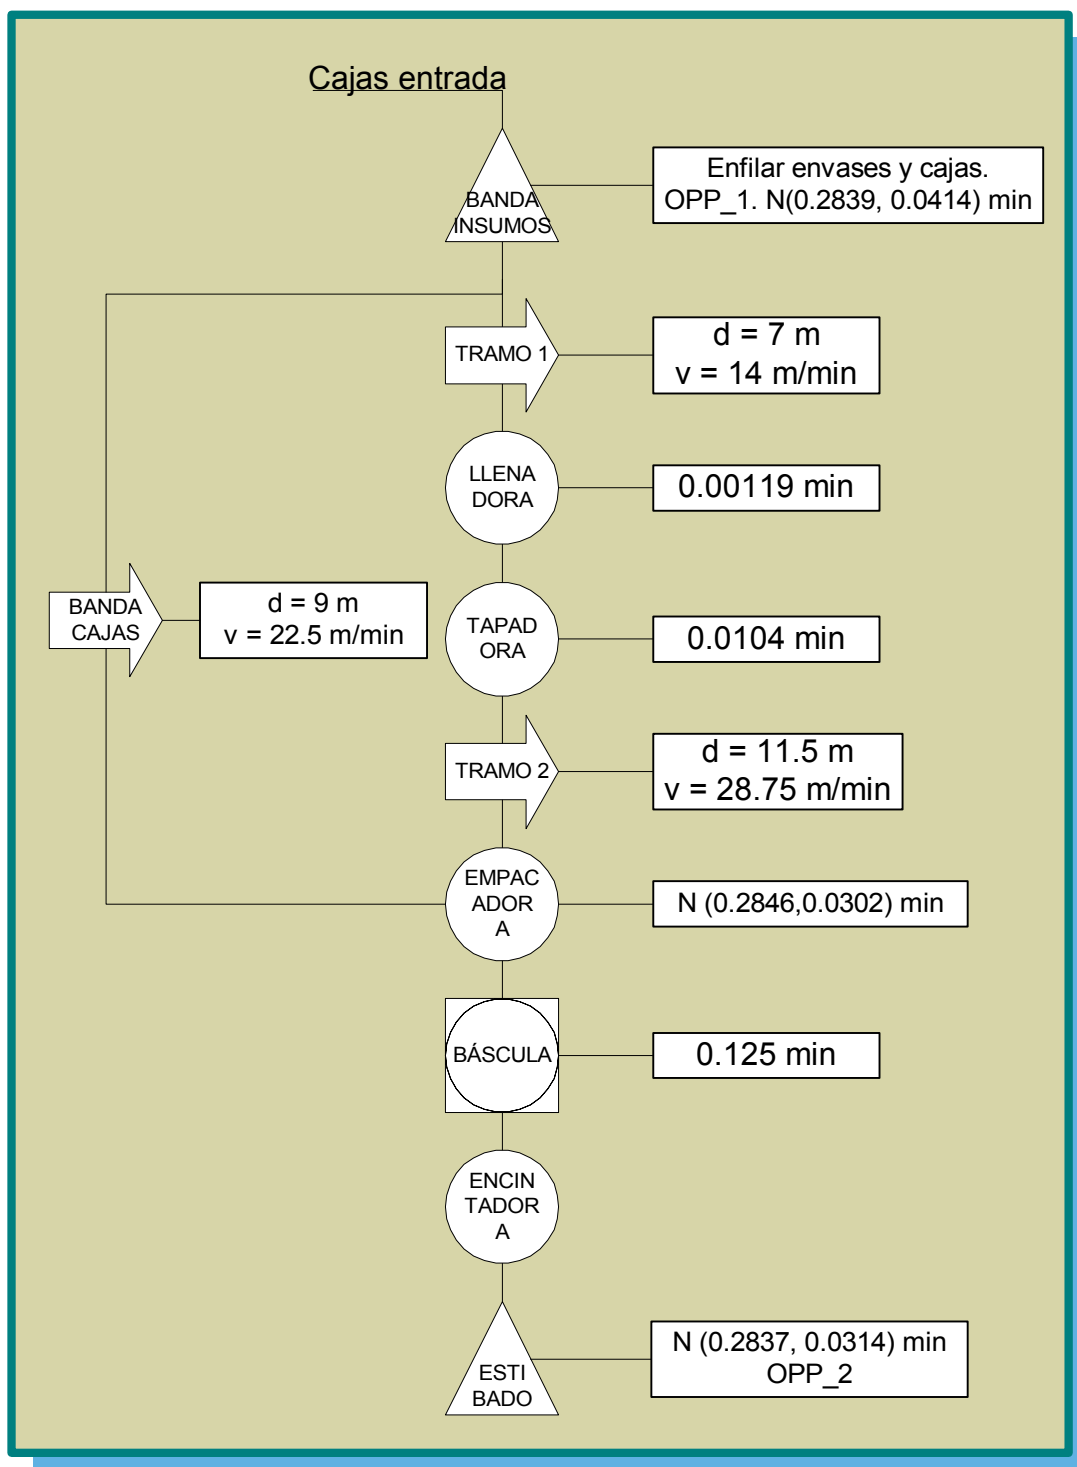 Cajas entrada
BANDA
INSUMOS
Enfilar envases y cajas.
OPP_1. N(0.2839, 0.0414) min
TRAMO 1
d = 7 m
v = 14 m/min
LLENA
DORA
0.00119 min
BANDA
CAJAS
d = 9 m
v = 22.5 m/min
TAPAD
ORA
0.0104 min
TRAMO 2
d = 11.5 m
v = 28.75 m/min
EMPAC
ADOR
A
N (0.2846,0.0302) min
BÁSCULA
0.125 min
ENCIN
TADOR
A
ESTI
BADO
N (0.2837, 0.0314) min
OPP_2